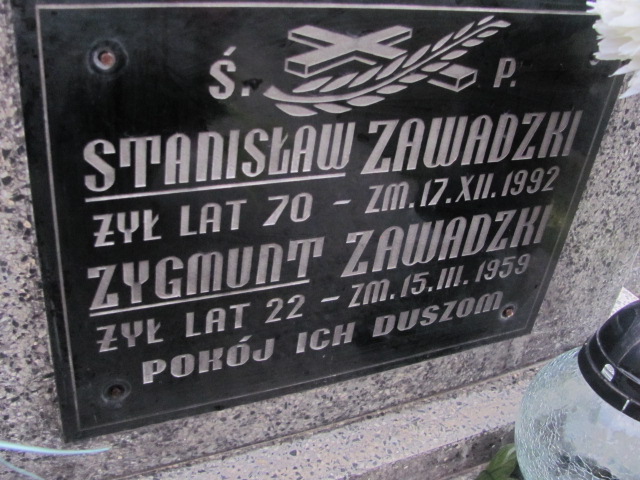 Ś. P.
STANISŁAW ZAWADZKI
ŻYŁ LAT 70 - ZM. 17. XII. 1992
ZYGMUNT ZAWADZKI
ŻYŁ LAT 22 - ZM. 15. III. 1959
POKÓJ ICH DUSZOM